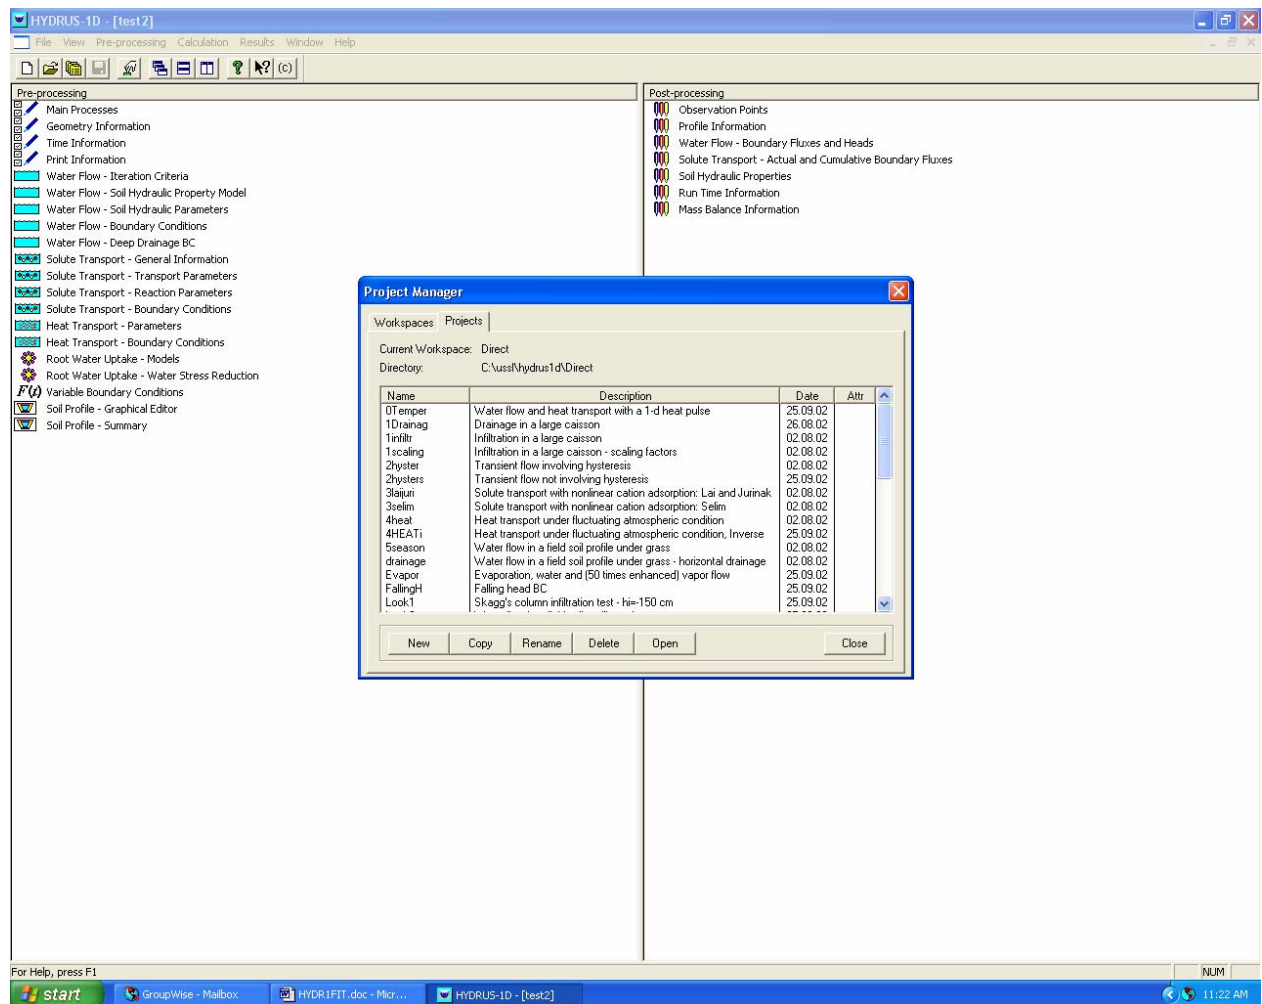 HYDRUS-1D - [test2]
File View Pre-processing Calculation Results Window Help
(c)
Pre-processing
Main Processes
Geometry Information
Time Information
Print Information
Water Flow - Iteration Criteria
Water Flow - Soil Hydraulic Property Model
Water Flow - Soil Hydraulic Parameters
Water Flow - Boundary Conditions
Water Flow - Deep Drainage BC
Solute Transport - General Information
Solute Transport - Transport Parameters
Solute Transport - Reaction Parameters
Solute Transport - Boundary Conditions
Heat Transport - Parameters
Heat Transport - Boundary Conditions
Root Water Uptake - Models
Root Water Uptake - Water Stress Reduction
F(t) Variable Boundary Conditions
Soil Profile - Graphical Editor
Soil Profile - Summary
Post-processing
Observation Points
Profile Information
Water Flow - Boundary Fluxes and Heads
Solute Transport - Actual and Cumulative Boundary Fluxes
Soil Hydraulic Properties
Run Time Information
Mass Balance Information
Project Manager
Workspaces Projects
Current Workspace: Direct
Directory: C:\ussl\hydrus1d\Direct
Name Description Date Attr
0Temper Water flow and heat transport with a 1-d heat pulse 25.09.02
1Drainag Drainage in a large caisson 26.08.02
1infiltr Infiltration in a large caisson 02.08.02
1scaling Infiltration in a large caisson - scaling factors 02.08.02
2hyster Transient flow involving hysteresis 02.08.02
2hysters Transient flow not involving hysteresis 25.09.02
3laijuri Solute transport with nonlinear cation adsorption: Lai and Jurinak 02.08.02
3selim Solute transport with nonlinear cation adsorption: Selim 02.08.02
4heat Heat transport under fluctuating atmospheric condition 02.08.02
4HEATi Heat transport under fluctuating atmospheric condition, Inverse 25.09.02
5season Water flow in a field soil profile under grass 02.08.02
drainage Water flow in a field soil profile under grass - horizontal drainage 02.08.02
Evapor Evaporation, water and (50 times enhanced) vapor flow 25.09.02
FallingH Falling head BC 25.09.02
Look1 Skagg's column infiltration test - hi=-150 cm 25.09.02
New Copy Rename Delete Open Close
For Help, press F1
NUM
start GroupWise - Mailbox HYDR1FIT.doc - Micr... HYDRUS-1D - [test2] 11:22 AM